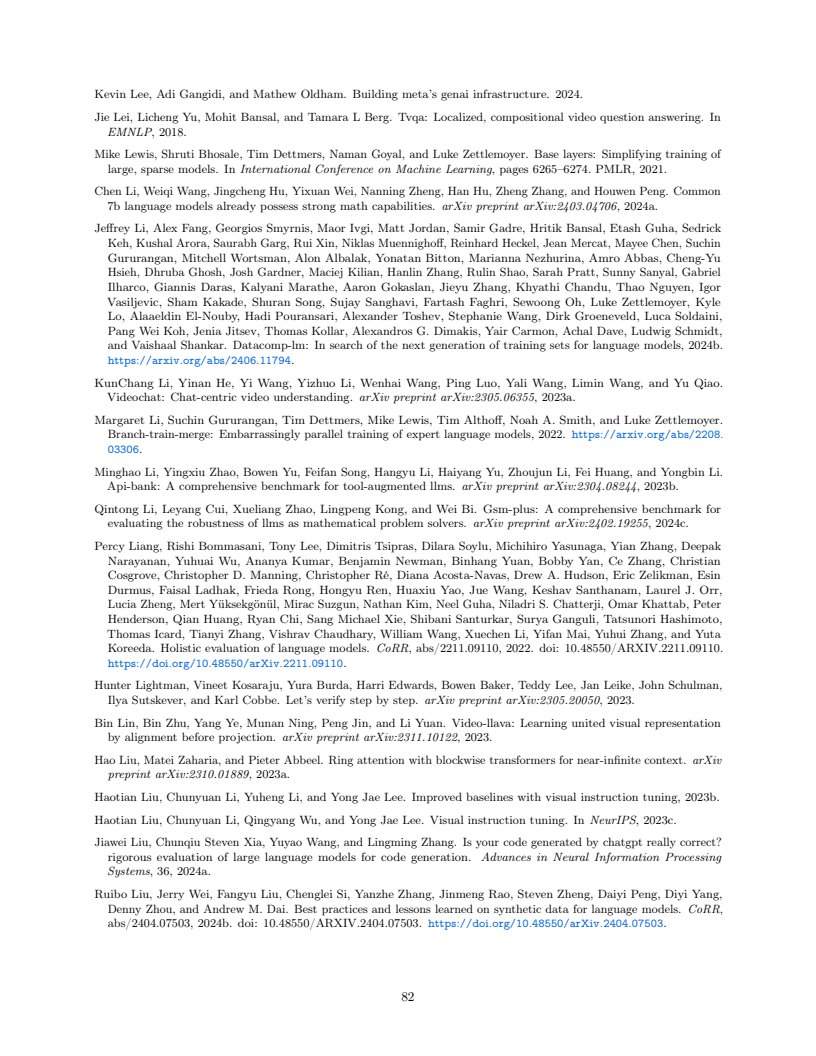 Kevin Lee, Adi Gangidi, and Mathew Oldham. Building meta's genai infrastructure. 2024.
Jie Lei, Licheng Yu, Mohit Bansal, and Tamara L Berg. Tvqa: Localized, compositional video question answering. In
EMNLP, 2018.
Mike Lewis, Shruti Bhosale, Tim Dettmers, Naman Goyal, and Luke Zettlemoyer. Base layers: Simplifying training of
large, sparse models. In International Conference on Machine Learning, pages 6265–6274. PMLR, 2021.
Chen Li, Weiqi Wang, Jingcheng Hu, Yixuan Wei, Nanning Zheng, Han Hu, Zheng Zhang, and Houwen Peng. Common
7b language models already possess strong math capabilities. arXiv preprint arXiv:2403.04706, 2024a.
Jeffrey Li, Alex Fang, Georgios Smyrnis, Maor Ivgi, Matt Jordan, Samir Gadre, Hritik Bansal, Etash Guha, Sedrick
Keh, Kushal Arora, Saurabh Garg, Rui Xin, Niklas Muennighoff, Reinhard Heckel, Jean Mercat, Mayee Chen, Suchin
Gururangan, Mitchell Wortsman, Alon Albalak, Yonatan Bitton, Marianna Nezhurina, Amro Abbas, Cheng-Yu
Hsieh, Dhruba Ghosh, Josh Gardner, Maciej Kilian, Hanlin Zhang, Rulin Shao, Sarah Pratt, Sunny Sanyal, Gabriel
Ilharco, Giannis Daras, Kalyani Marathe, Aaron Gokaslan, Jieyu Zhang, Khyathi Chandu, Thao Nguyen, Igor
Vasiljevic, Sham Kakade, Shuran Song, Sujay Sanghavi, Fartash Faghri, Sewoong Oh, Luke Zettlemoyer, Kyle
Lo, Alaaeldin El-Nouby, Hadi Pouransari, Alexander Toshev, Stephanie Wang, Dirk Groeneveld, Luca Soldaini,
Pang Wei Koh, Jenia Jitsev, Thomas Kollar, Alexandros G. Dimakis, Yair Carmon, Achal Dave, Ludwig Schmidt,
and Vaishaal Shankar. Datacomp-lm: In search of the next generation of training sets for language models, 2024b.
https://arxiv.org/abs/2406.11794.
KunChang Li, Yinan He, Yi Wang, Yizhuo Li, Wenhai Wang, Ping Luo, Yali Wang, Limin Wang, and Yu Qiao.
Videochat: Chat-centric video understanding. arXiv preprint arXiv:2305.06355, 2023a.
Margaret Li, Suchin Gururangan, Tim Dettmers, Mike Lewis, Tim Althoff, Noah A. Smith, and Luke Zettlemoyer.
Branch-train-merge: Embarrassingly parallel training of expert language models, 2022. https://arxiv.org/abs/2208.
03306.
Minghao Li, Yingxiu Zhao, Bowen Yu, Feifan Song, Hangyu Li, Haiyang Yu, Zhoujun Li, Fei Huang, and Yongbin Li.
Api-bank: A comprehensive benchmark for tool-augmented llms. arXiv preprint arXiv:2304.08244, 2023b.
Qintong Li, Leyang Cui, Xueliang Zhao, Lingpeng Kong, and Wei Bi. Gsm-plus: A comprehensive benchmark for
evaluating the robustness of llms as mathematical problem solvers. arXiv preprint arXiv:2402.19255, 2024c.
Percy Liang, Rishi Bommasani, Tony Lee, Dimitris Tsipras, Dilara Soylu, Michihiro Yasunaga, Yian Zhang, Deepak
Narayanan, Yuhuai Wu, Ananya Kumar, Benjamin Newman, Binhang Yuan, Bobby Yan, Ce Zhang, Christian
Cosgrove, Christopher D. Manning, Christopher Ré, Diana Acosta-Navas, Drew A. Hudson, Eric Zelikman, Esin
Durmus, Faisal Ladhak, Frieda Rong, Hongyu Ren, Huaxiu Yao, Jue Wang, Keshav Santhanam, Laurel J. Orr,
Lucia Zheng, Mert Yüksekgönül, Mirac Suzgun, Nathan Kim, Neel Guha, Niladri S. Chatterji, Omar Khattab, Peter
Henderson, Qian Huang, Ryan Chi, Sang Michael Xie, Shibani Santurkar, Surya Ganguli, Tatsunori Hashimoto,
Thomas Icard, Tianyi Zhang, Vishrav Chaudhary, William Wang, Xuechen Li, Yifan Mai, Yuhui Zhang, and Yuta
Koreeda. Holistic evaluation of language models. CoRR, abs/2211.09110, 2022. doi: 10.48550/ARXIV.2211.09110.
https://doi.org/10.48550/arXiv.2211.09110.
Hunter Lightman, Vineet Kosaraju, Yura Burda, Harri Edwards, Bowen Baker, Teddy Lee, Jan Leike, John Schulman,
Ilya Sutskever, and Karl Cobbe. Let's verify step by step. arXiv preprint arXiv:2305.20050, 2023.
Bin Lin, Bin Zhu, Yang Ye, Munan Ning, Peng Jin, and Li Yuan. Video-llava: Learning united visual representation
by alignment before projection. arXiv preprint arXiv:2311.10122, 2023.
Hao Liu, Matei Zaharia, and Pieter Abbeel. Ring attention with blockwise transformers for near-infinite context. arXiv
preprint arXiv:2310.01889, 2023a.
Haotian Liu, Chunyuan Li, Yuheng Li, and Yong Jae Lee. Improved baselines with visual instruction tuning, 2023b.
Haotian Liu, Chunyuan Li, Qingyang Wu, and Yong Jae Lee. Visual instruction tuning. In NeurIPS, 2023c.
Jiawei Liu, Chunqiu Steven Xia, Yuyao Wang, and Lingming Zhang. Is your code generated by chatgpt really correct?
rigorous evaluation of large language models for code generation. Advances in Neural Information Processing
Systems, 36, 2024a.
Ruibo Liu, Jerry Wei, Fangyu Liu, Chenglei Si, Yanzhe Zhang, Jinmeng Rao, Steven Zheng, Daiyi Peng, Diyi Yang,
Denny Zhou, and Andrew M. Dai. Best practices and lessons learned on synthetic data for language models. CoRR,
abs/2404.07503, 2024b. doi: 10.48550/ARXIV.2404.07503. https://doi.org/10.48550/arXiv.2404.07503.
82